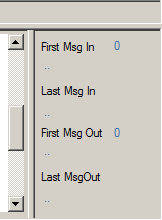 First Msg In 0
..
Last Msg In
..
First Msg Out 0
..
Last MsgOut
..